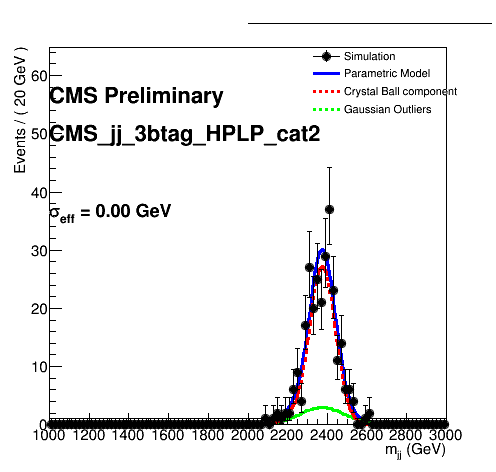 Events / ( 20 GeV )
60
50
40
30
20
10
0
Simulation
Parametric Model
Crystal Ball component
Gaussian Outliers
CMS Preliminary
CMS_jj_3btag_HPLP_cat2
σeff = 0.00 GeV
1000 1200 1400 1600 1800 2000 2200 2400 2600 2800 3000
mjj (GeV)